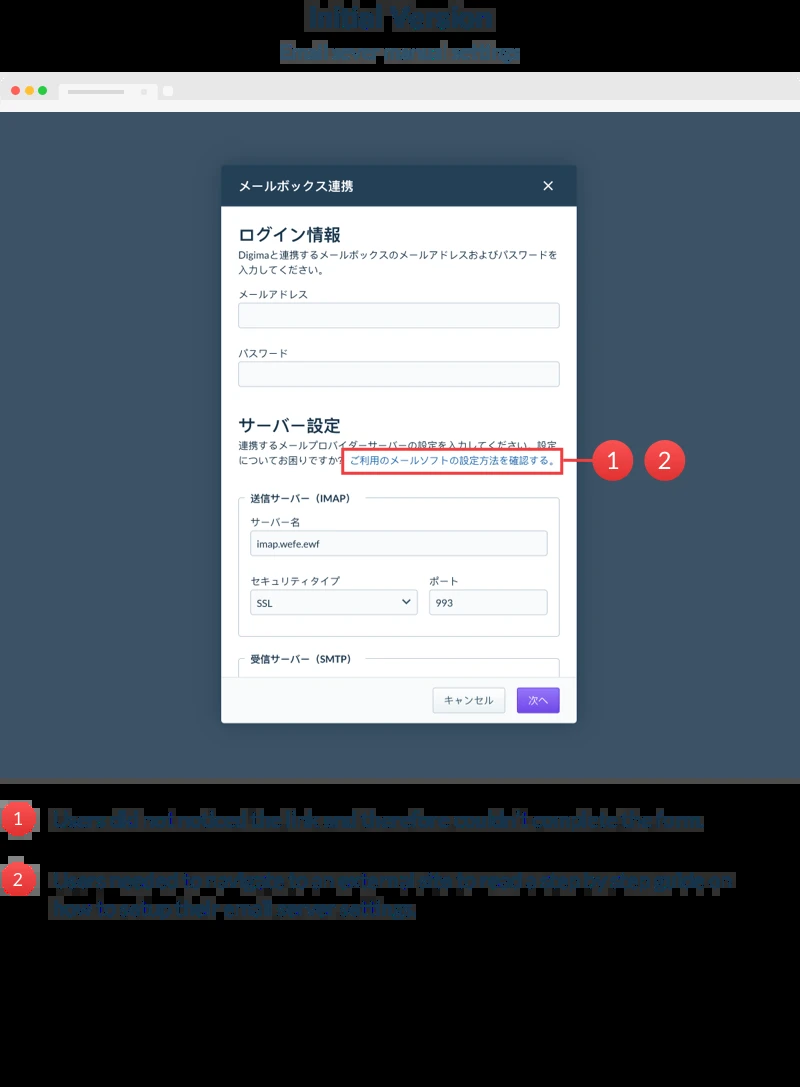 Initial Version
Email server manual settings
メールボックス連携
ログイン情報
Digimaと連携するメールボックスのメールアドレスおよびパスワードを
入力してください。
メールアドレス
パスワード
サーバー設定
連携するメールプロバイダーサーバーの設定を入力してください。設定
についてお困りですか?ご利用のメールソフトの設定方法を確認する。
1 2
送信サーバー（IMAP）
サーバー名
imap.wefe.ewf
セキュリティタイプ
ポート
SSL
993
受信サーバー（SMTP）
キャンセル
次へ
1 Users did not noticed the link and therefore couldn't complete the form
2 Users needed to navigate to an external site to read a step-by-step guide on
how to set up their email server settings